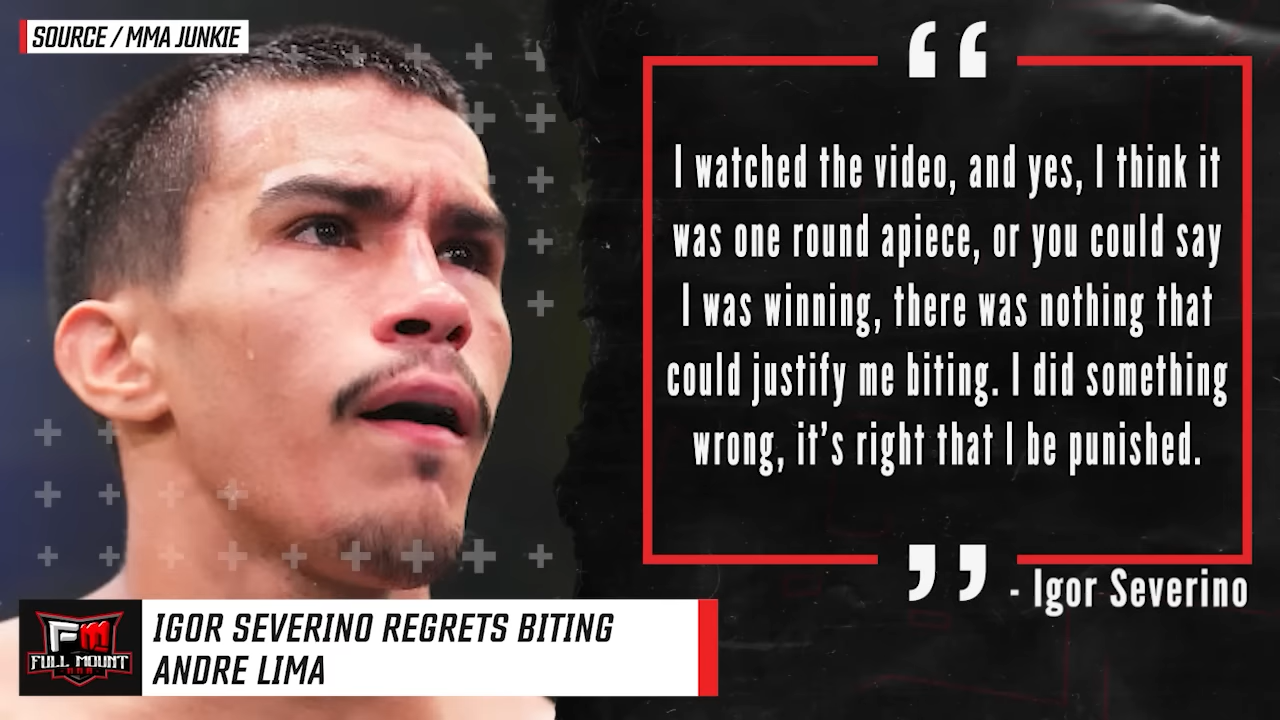 SOURCE / MMA JUNKIE
“
I watched the video, and yes, I think it
was one round apiece, or you could say
I was winning, there was nothing that
could justify me biting. I did something
wrong, it’s right that I be punished.
”
- Igor Severino
FM
FULL MOUNT
MMA
IGOR SEVERINO REGRETS BITING
ANDRE LIMA